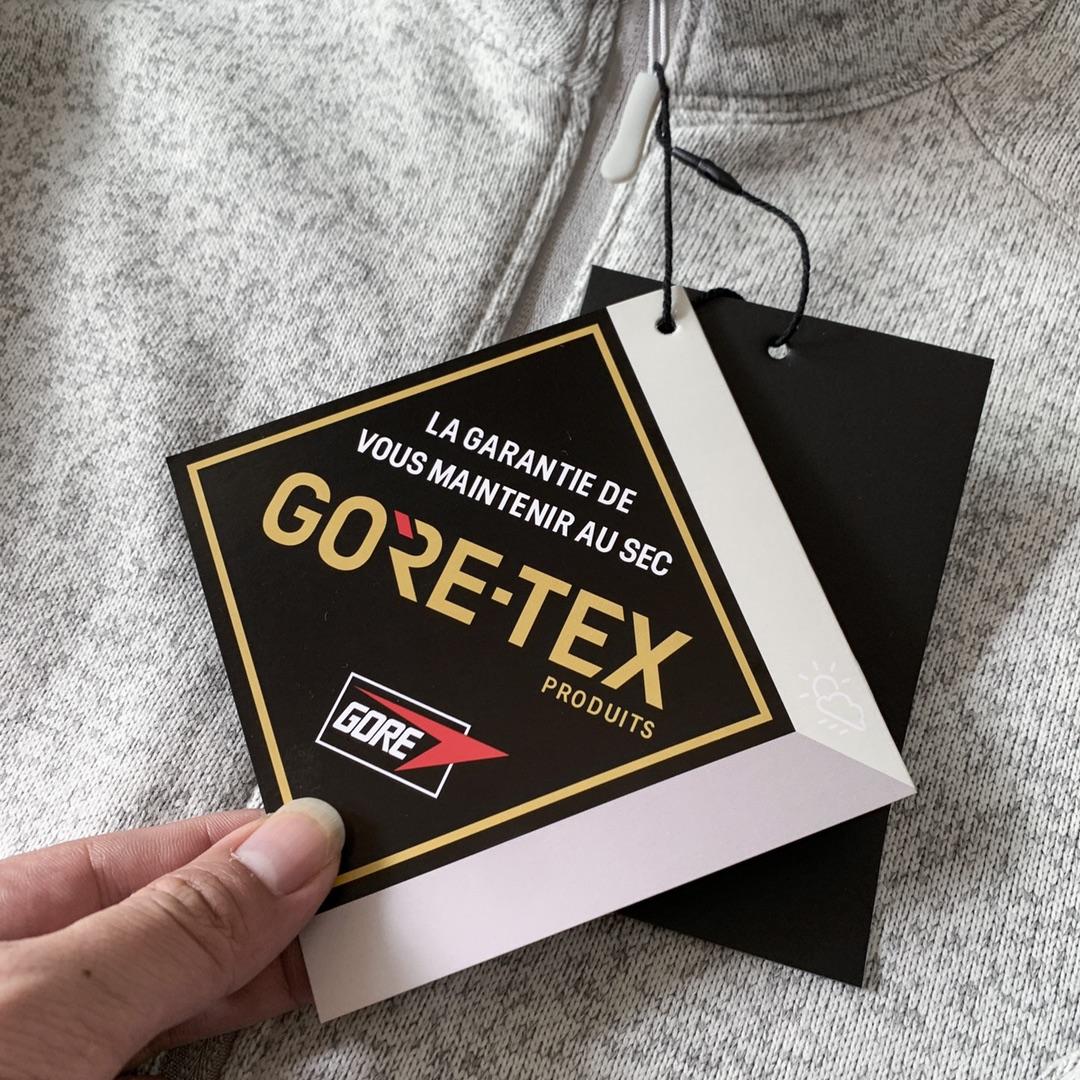 LA GARANTIE DE
VOUS MAINTENIR AU SEC
GORE-TEX
PRODUITS
GORE